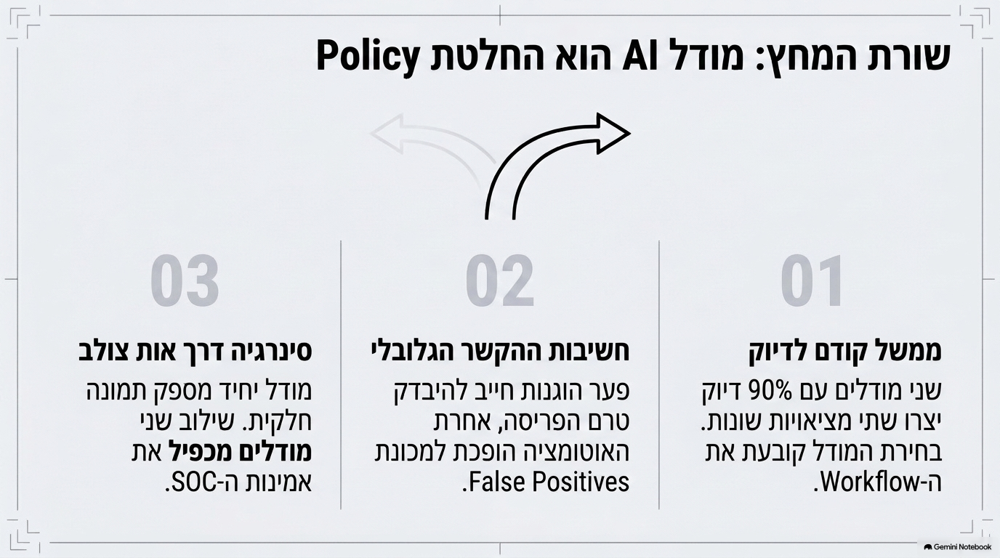 שורת המחץ: מודל AI הוא החלטת Policy
01
ממשל קודם לדיוק
שני מודלים עם 90% דיוק
יצרו שתי מציאויות שונות.
בחירת המודל קובעת את
ה-Workflow.
02
חשיבות ההקשר הגלובלי
פער הוגנות חייב להיבדק
טרם הפריסה, אחרת
האוטומציה הופכת למכונת
False Positives.
03
סינרגיה דרך אות צולב
מודל יחיד מספק תמונה
חלקית. שילוב שני
מודלים מכפיל את
אמינות ה-SOC.
Gemini Notebook